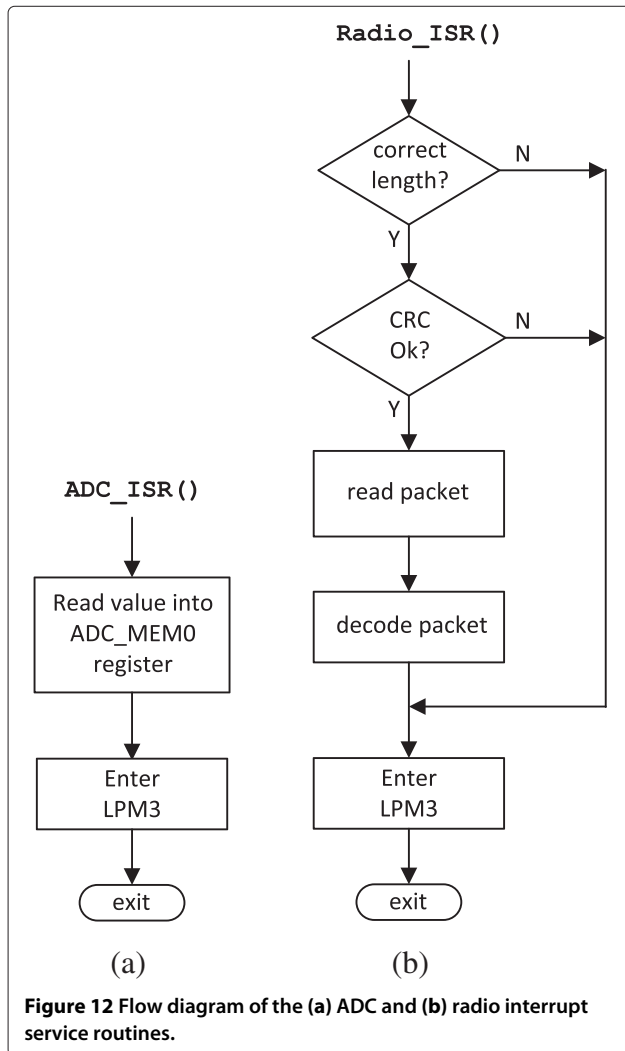 Radio_ISR()
correct
length?
N
Y
CRC
Ok?
N
Y
read packet
decode packet
Enter
LPM3
exit
(b)
ADC_ISR()
Read value into
ADC_MEM0
register
Enter
LPM3
exit
(a)
Figure 12 Flow diagram of the (a) ADC and (b) radio interrupt
service routines.